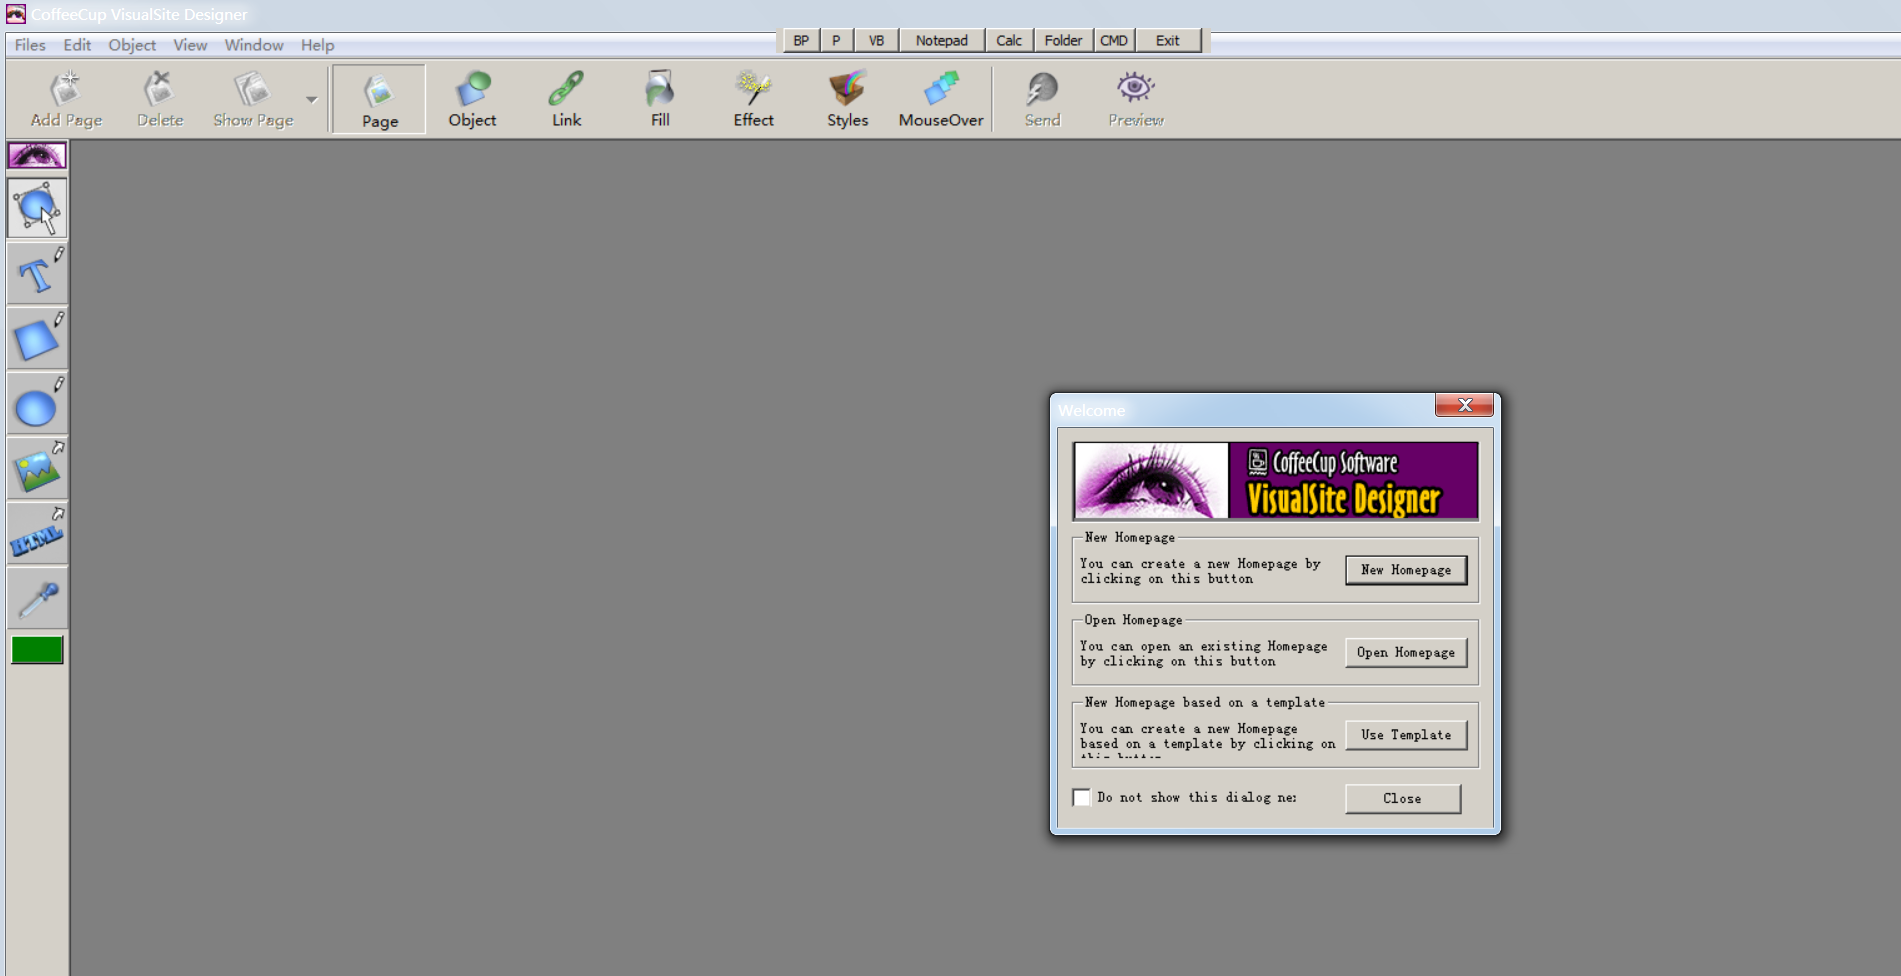 CoffeeCup VisualSite Designer
Files Edit Object View Window Help
BP P VB Notepad Calc Folder CMD Exit
Add Page Delete Show Page Page Object Link Fill Effect Styles MouseOver Send Preview
T
HTML
Welcome
CoffeeCup Software
VisualSite Designer
New Homepage
You can create a new Homepage by
clicking on this button
New Homepage
Open Homepage
You can open an existing Homepage
by clicking on this button
Open Homepage
New Homepage based on a template
You can create a new Homepage
based on a template by clicking on
this button
Use Template
Do not show this dialog ne
Close